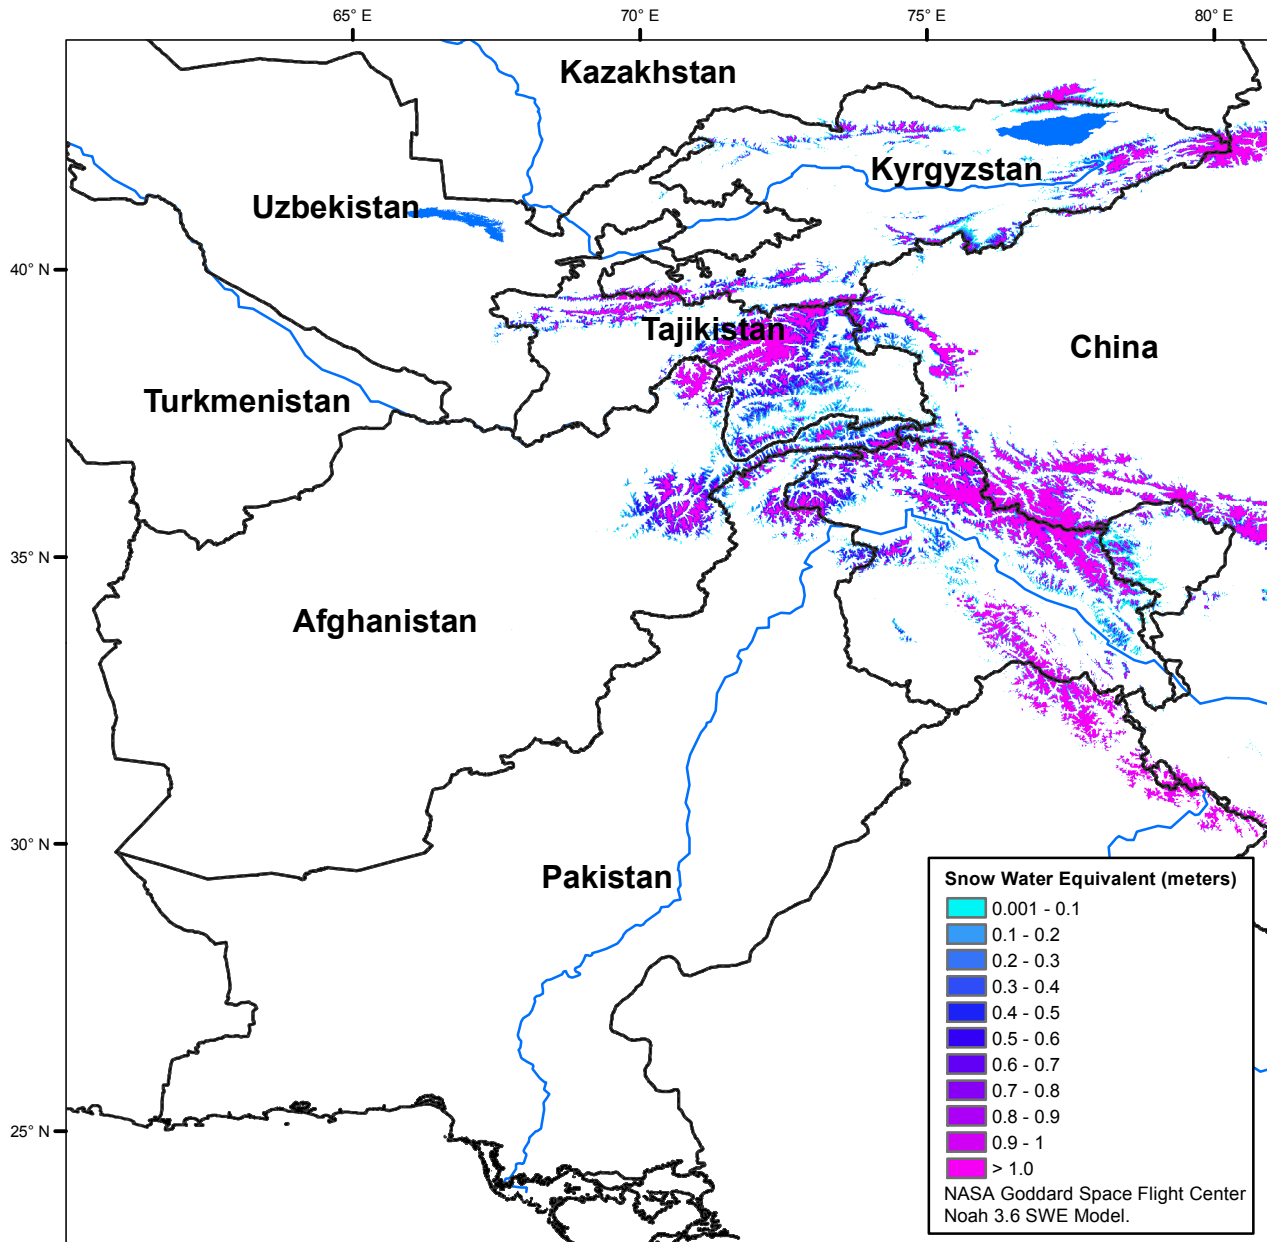 65° E
70° E
75° E
80° E
Kazakhstan
Kyrgyzstan
Uzbekistan
40° N
Tajikistan
China
Turkmenistan
35° N
Afghanistan
30° N
Pakistan
25° N
Snow Water Equivalent (meters)
0.001 - 0.1
0.1 - 0.2
0.2 - 0.3
0.3 - 0.4
0.4 - 0.5
0.5 - 0.6
0.6 - 0.7
0.7 - 0.8
0.8 - 0.9
0.9 - 1
> 1.0
NASA Goddard Space Flight Center
Noah 3.6 SWE Model.